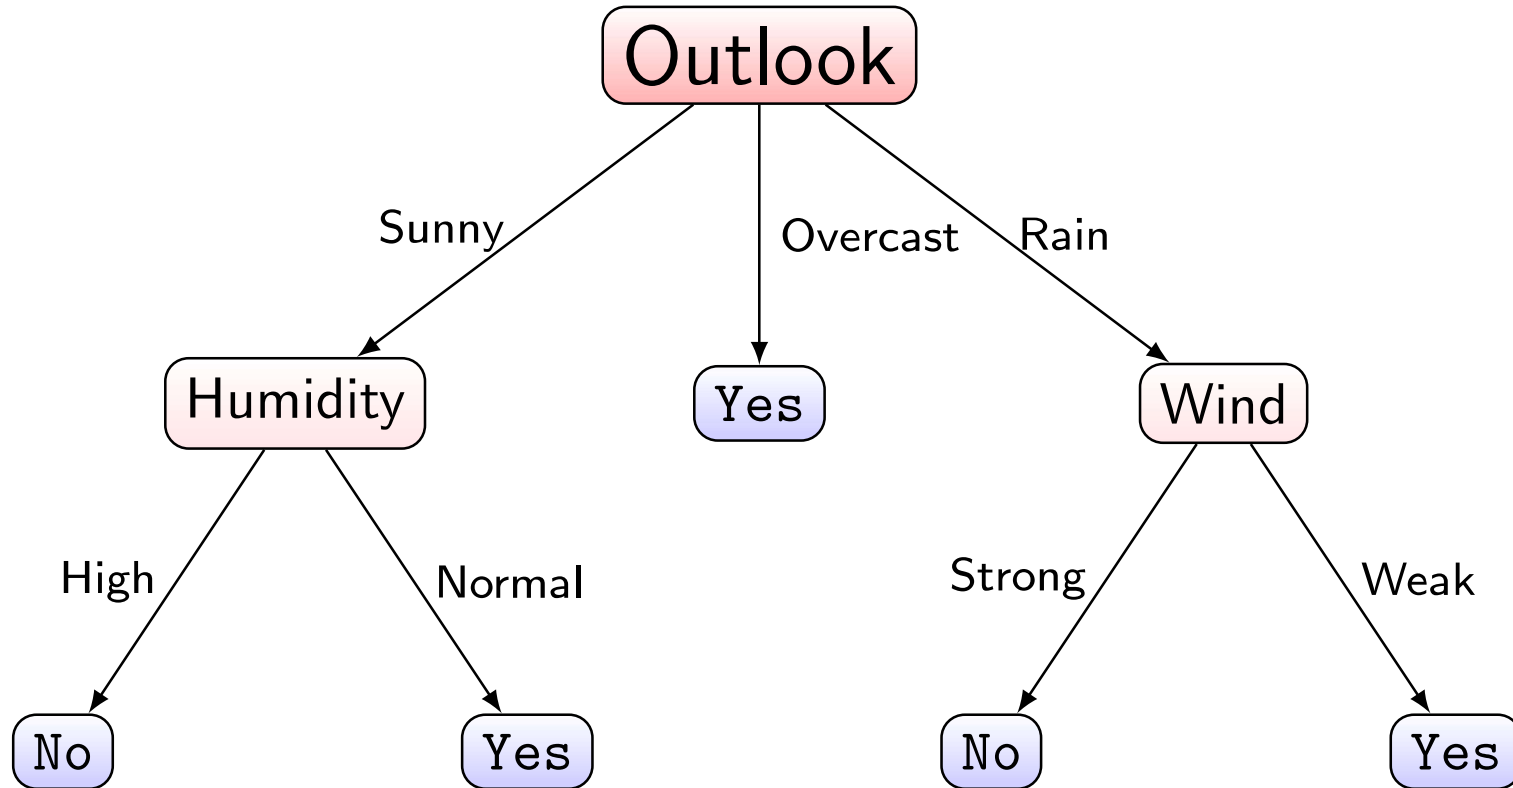 Outlook
Sunny
Overcast
Rain
Humidity
Yes
Wind
High
Normal
Strong
Weak
No
Yes
No
Yes